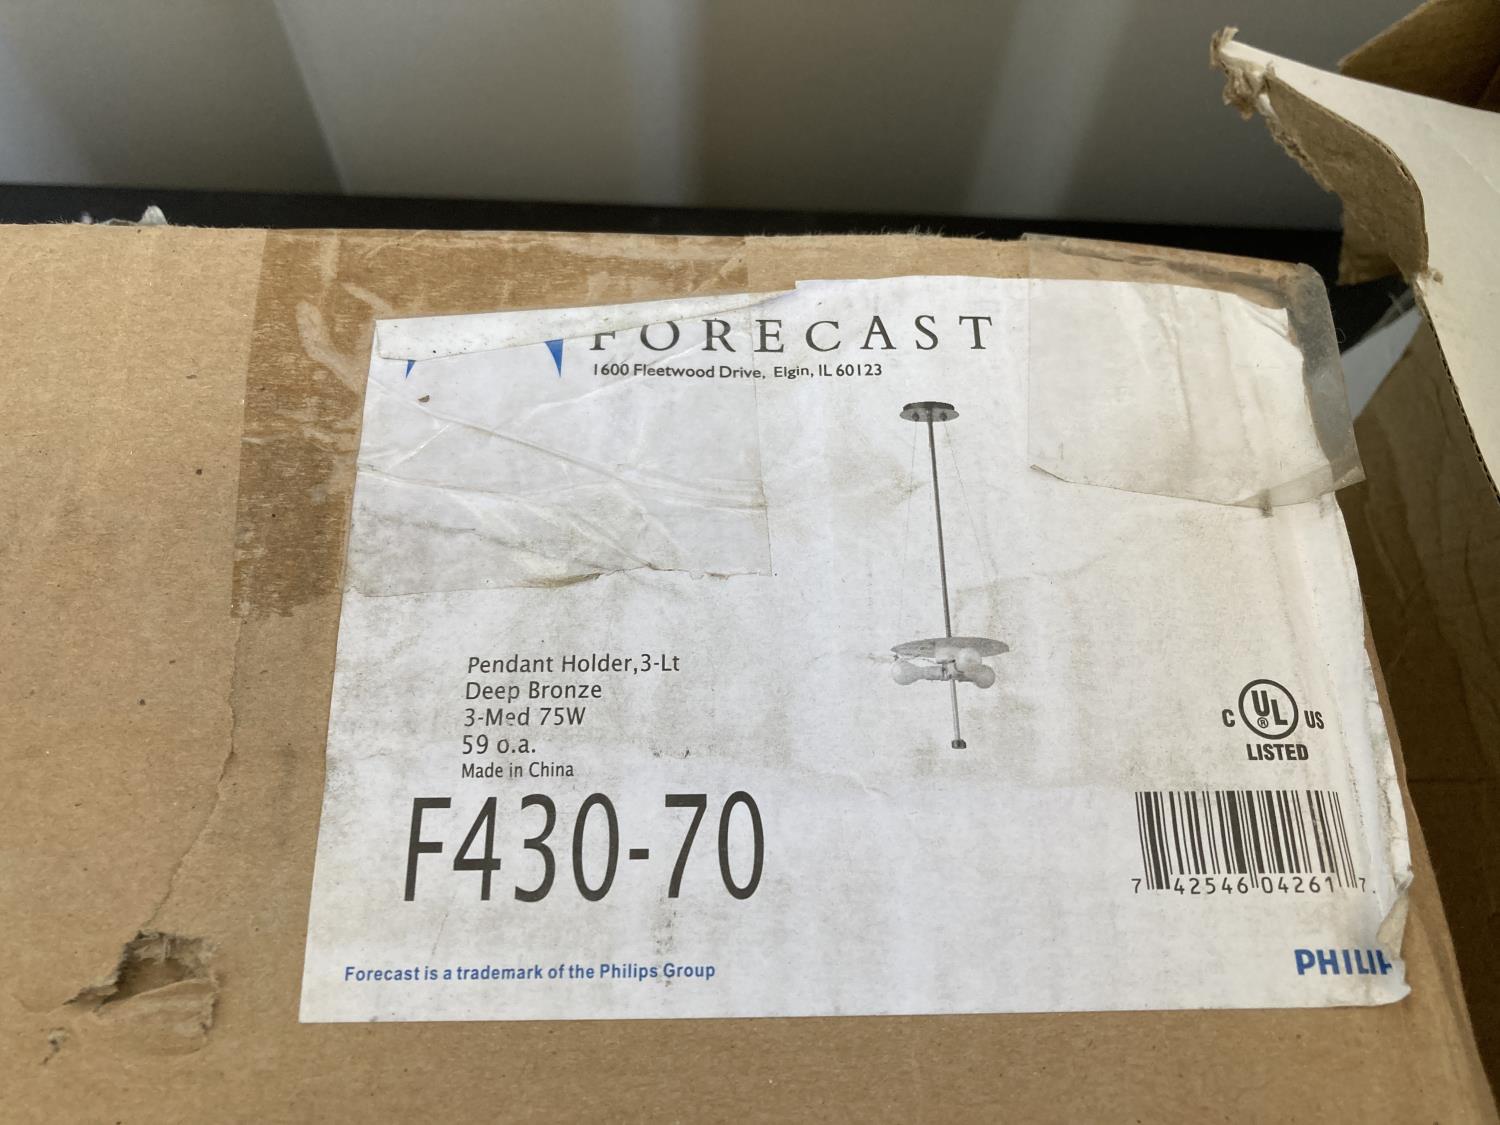 FORECAST
1600 Fleetwood Drive, Elgin, IL 60123
Pendant Holder,3-Lt
Deep Bronze
3-Med 75W
59 o.a.
Made in China
F430-70
C UL® US
LISTED
7 42546 04261 7
Forecast is a trademark of the Philips Group
PHILIP